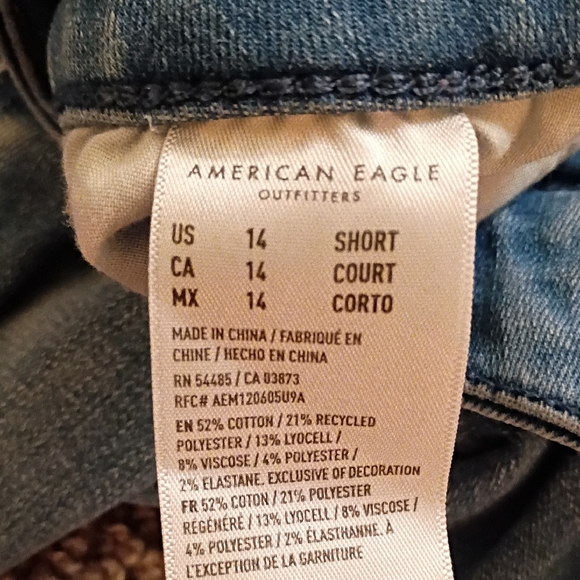 AMERICAN EAGLE
OUTFITTERS
US 14 SHORT
CA 14 COURT
MX 14 CORTO
MADE IN CHINA / FABRIQUÉ EN
CHINE / HECHO EN CHINA
RN 54485 / CA 03873
RFC# AEM120605U9A
EN 52% COTTON / 21% RECYCLED
POLYESTER / 13% LYOCELL /
8% VISCOSE / 4% POLYESTER /
2% ELASTANE, EXCLUSIVE OF DECORATION
FR 52% COTON / 21% POLYESTER
RÉGÉNÉRÉ / 13% LYOCELL / 8% VISCOSE /
4% POLYESTER / 2% ÉLASTHANNE, À
L'EXCEPTION DE LA GARNITURE